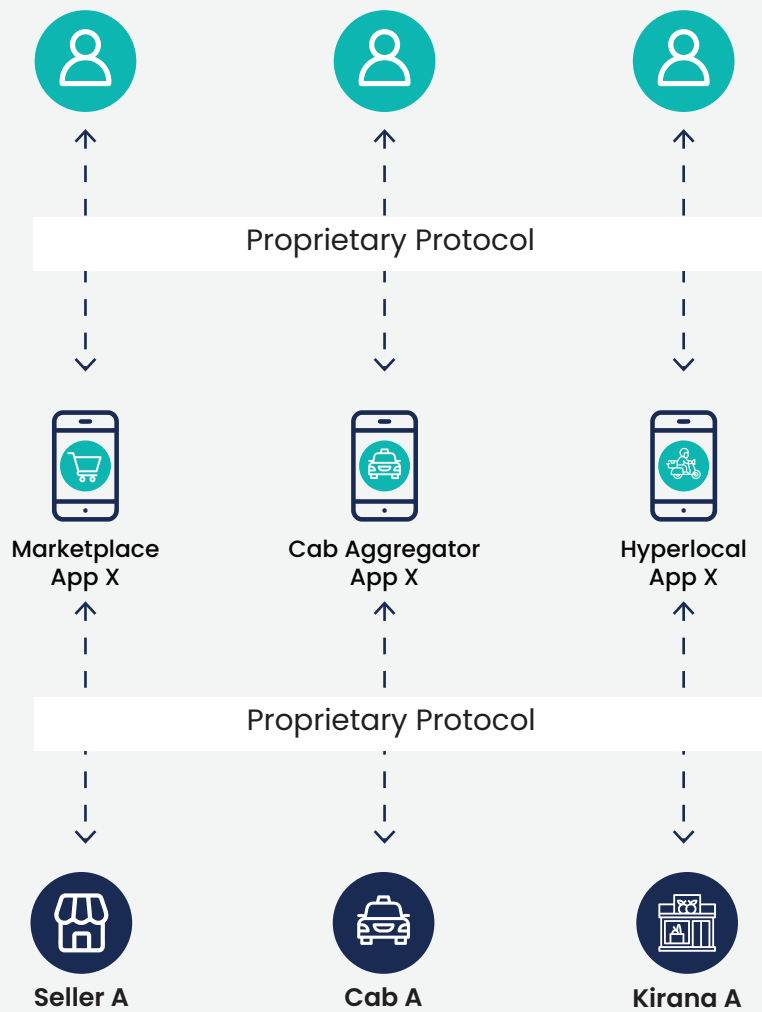 Proprietary Protocol
Marketplace
App X
Cab Aggregator
App X
Hyperlocal
App X
Proprietary Protocol
Seller A
Cab A
Kirana A